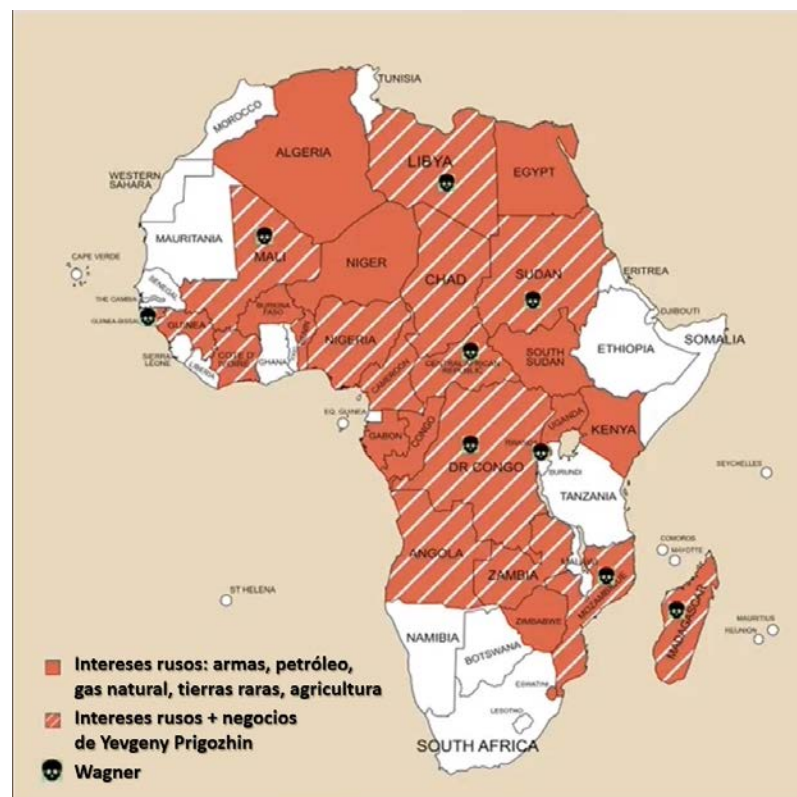 TUNISIA
MOROCCO
ALGERIA
LIBYA
EGYPT
WESTERN
SAHARA
MAURITANIA
MALI
NIGER
CHAD
SUDAN
ERITREA
CAPE VERDE
SENEGAL
THE GAMBIA
GUINEA-BISSAU
GUINEA
BURKINA
FASO
DJIBOUTI
SIERRA
LEONE
LIBERIA
COTE D'
IVOIRE
GHANA
NIGERIA
CAMEROON
CENTRAL AFRICAN
REPUBLIC
SOUTH
SUDAN
ETHIOPIA
SOMALIA
EQ. GUINEA
GABON
CONGO
DR CONGO
UGANDA
RWANDA
BURUNDI
KENYA
TANZANIA
SEYCHELLES
COMOROS
MAYOTTE
ANGOLA
ZAMBIA
MALAWI
MOZAMBIQUE
ST HELENA
ZIMBABWE
MADAGASCAR
MAURITIUS
REUNION
NAMIBIA
BOTSWANA
ESWATINI
LESOTHO
SOUTH AFRICA
Intereses rusos: armas, petróleo,
gas natural, tierras raras, agricultura
Intereses rusos + negocios
de Yevgeny Prigozhin
Wagner